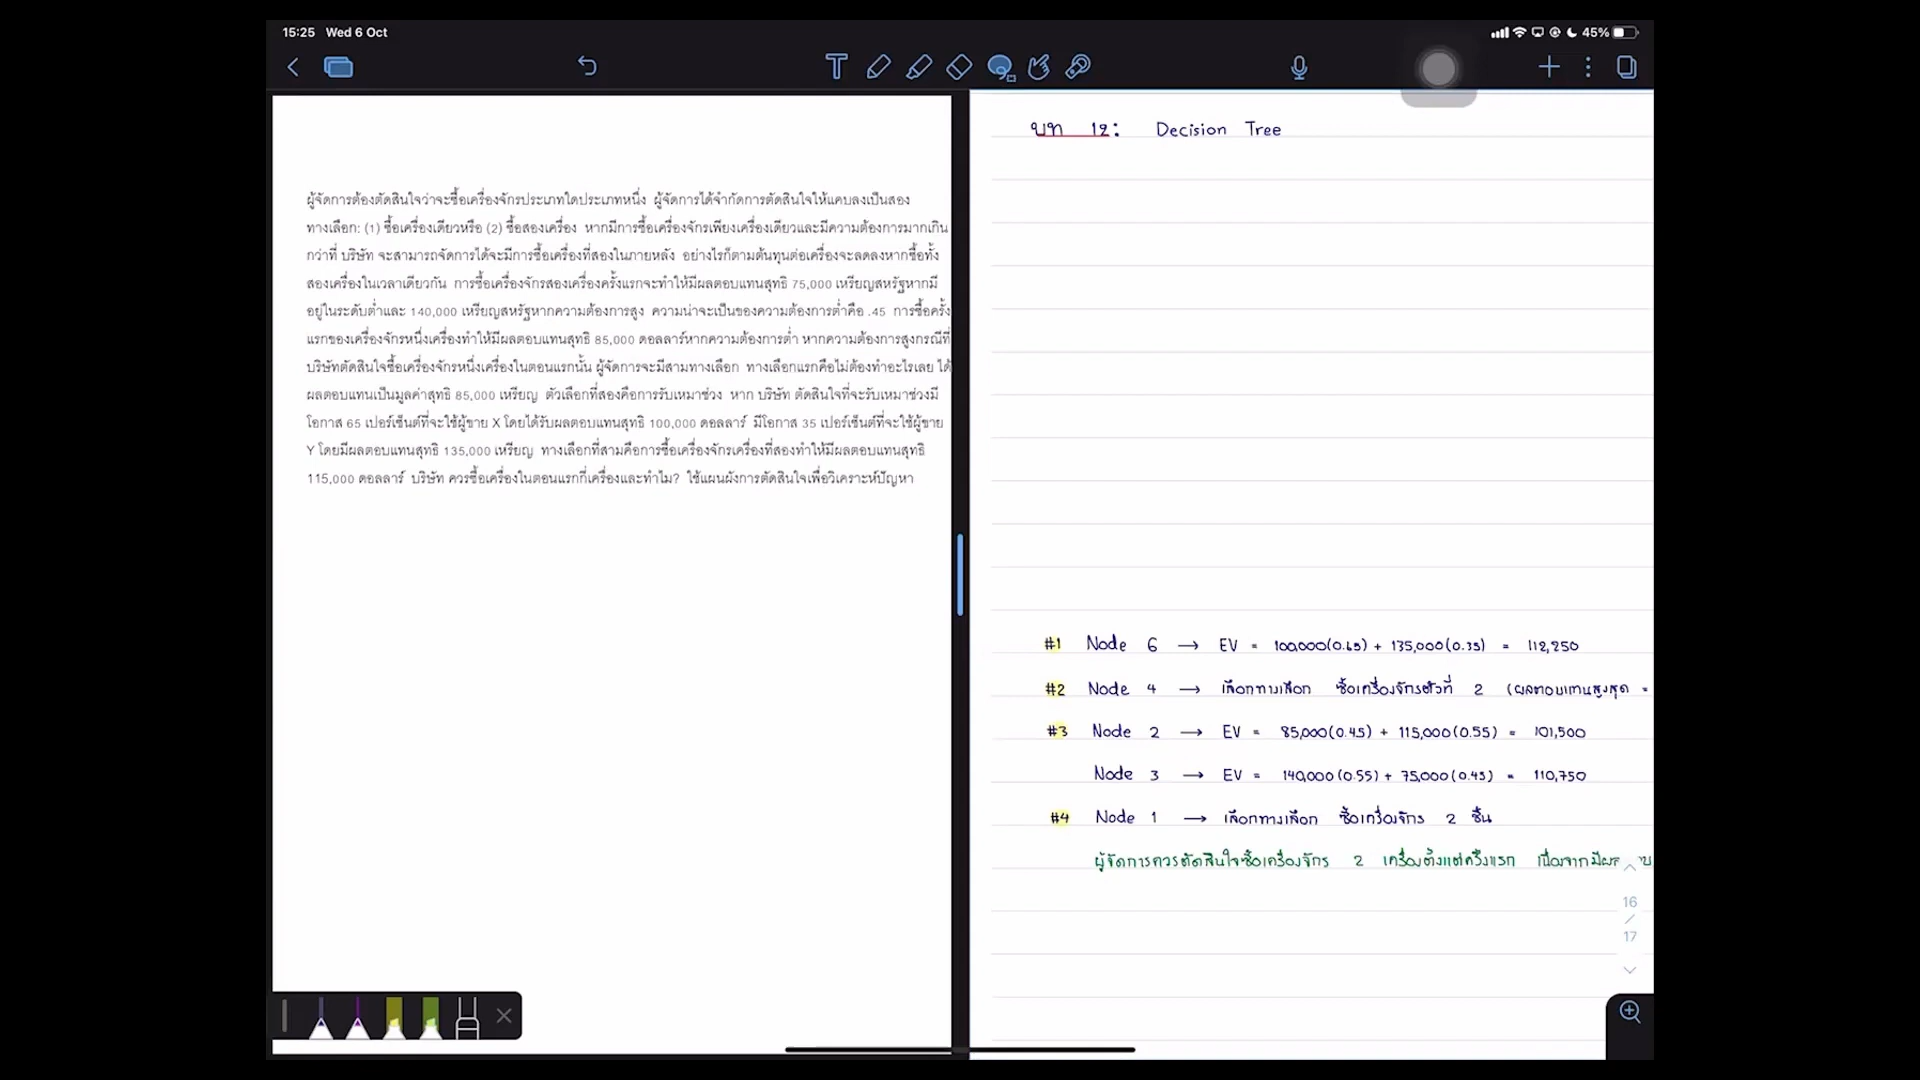 15:25 Wed 6 Oct
45%
ผู้จัดการต้องตัดสินใจว่าจะซื้อเครื่องจักรประเภทใดประเภทหนึ่ง ผู้จัดการได้จำกัดการตัดสินใจให้แคบลงเป็นสอง
ทางเลือก: (1) ซื้อเครื่องเดียวหรือ (2) ซื้อสองเครื่อง หากมีการซื้อเครื่องจักรเพียงเครื่องเดียวและมีความต้องการมากเกิน
กว่าที่ บริษัท จะสามารถจัดการได้จะมีการซื้อเครื่องที่สองในภายหลัง อย่างไรก็ตามต้นทุนต่อเครื่องจะลดลงหากซื้อทั้ง
สองเครื่องในเวลาเดียวกัน การซื้อเครื่องจักรสองเครื่องครั้งแรกจะทำให้มีผลตอบแทนสุทธิ 75,000 เหรียญสหรัฐหากมี
อยู่ในระดับต่ำและ 140,000 เหรียญสหรัฐหากความต้องการสูง ความน่าจะเป็นของความต้องการต่ำคือ .45 การซื้อครั้ง
แรกของเครื่องจักรหนึ่งเครื่องทำให้มีผลตอบแทนสุทธิ 85,000 ดอลลาร์หากความต้องการต่ำ หากความต้องการสูงกรณีที่
บริษัทตัดสินใจซื้อเครื่องจักรหนึ่งเครื่องในตอนแรกนั้น ผู้จัดการจะมีสามทางเลือก ทางเลือกแรกคือไม่ต้องทำอะไรเลย ได้
ผลตอบแทนเป็นมูลค่าสุทธิ 85,000 เหรียญ ตัวเลือกที่สองคือการรับเหมาช่วง หาก บริษัท ตัดสินใจที่จะรับเหมาช่วงมี
โอกาส 65 เปอร์เซ็นต์ที่จะใช้ผู้ขาย X โดยได้รับผลตอบแทนสุทธิ 100,000 ดอลลาร์ มีโอกาส 35 เปอร์เซ็นต์ที่จะใช้ผู้ขาย
Y โดยมีผลตอบแทนสุทธิ 135,000 เหรียญ ทางเลือกที่สามคือการซื้อเครื่องจักรเครื่องที่สองทำให้มีผลตอบแทนสุทธิ
115,000 ดอลลาร์ บริษัท ควรซื้อเครื่องในตอนแรกกี่เครื่องและทำไม? ใช้แผนผังการตัดสินใจเพื่อวิเคราะห์ปัญหา
บท 12: Decision Tree
#1 Node 6 → EV = 100,000(0.65) + 135,000(0.35) = 112,250
#2 Node 4 → เลือกทางเลือก ซื้อเครื่องจักรตัวที่ 2 (ผลตอบแทนสูงสุด =
#3 Node 2 → EV = 85,000(0.45) + 115,000(0.55) = 101,500
Node 3 → EV = 140,000(0.55) + 75,000(0.45) = 110,750
#4 Node 1 → เลือกทางเลือก ซื้อเครื่องจักร 2 ชิ้น
ผู้จัดการควรตัดสินใจซื้อเครื่องจักร 2 เครื่องตั้งแต่ครั้งแรก เนื่องจากมี
16
/
17